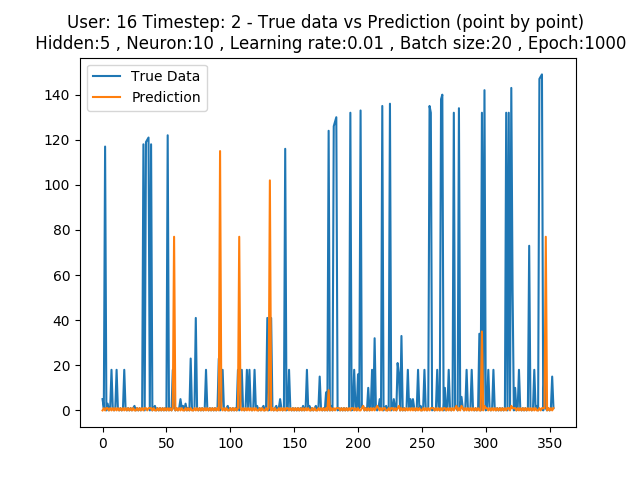 User: 16 Timestep: 2 - True data vs Prediction (point by point)
Hidden:5 , Neuron:10 , Learning rate:0.01 , Batch size:20 , Epoch:1000
True Data
Prediction
140
120
100
80
60
40
20
0
0 50 100 150 200 250 300 350